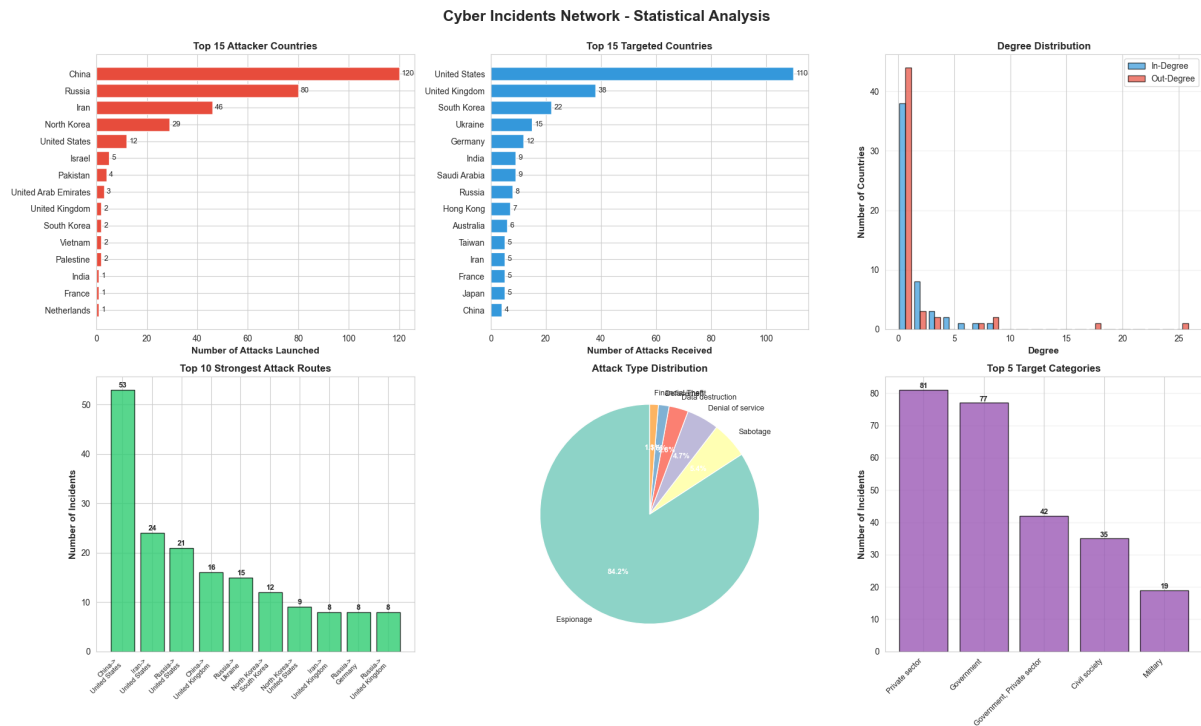 Cyber Incidents Network - Statistical Analysis
Top 15 Attacker Countries
China 120
Russia 80
Iran 46
North Korea 29
United States 12
Israel 5
Pakistan 4
United Arab Emirates 3
United Kingdom 2
South Korea 2
Vietnam 2
Palestine 2
India 1
France 1
Netherlands 1
0 20 40 60 80 100 120
Number of Attacks Launched
Top 15 Targeted Countries
United States 110
United Kingdom 38
South Korea 22
Ukraine 15
Germany 12
India 9
Saudi Arabia 9
Russia 8
Hong Kong 7
Australia 6
Taiwan 5
Iran 5
France 5
Japan 5
China 4
0 20 40 60 80 100
Number of Attacks Received
Degree Distribution
In-Degree
Out-Degree
Number of Countries
40
30
20
10
0
0 5 10 15 20 25
Degree
Top 10 Strongest Attack Routes
Number of Incidents
50
40
30
20
10
0
53
24
21
16
15
12
9
8
8
8
China->
United States
Iran->
United States
Russia->
United States
China->
United Kingdom
Russia->
Ukraine
North Korea->
South Korea
North Korea->
United States
Iran->
United Kingdom
Russia->
Germany
Russia->
United Kingdom
Attack Type Distribution
Financial Theft
Data destruction
Denial of service
Sabotage
4.7%
84.2%
Espionage
Top 5 Target Categories
Number of Incidents
80
70
60
50
40
30
20
10
0
81
77
42
35
19
Private sector
Government
Government, Private sector
Civil society
Military